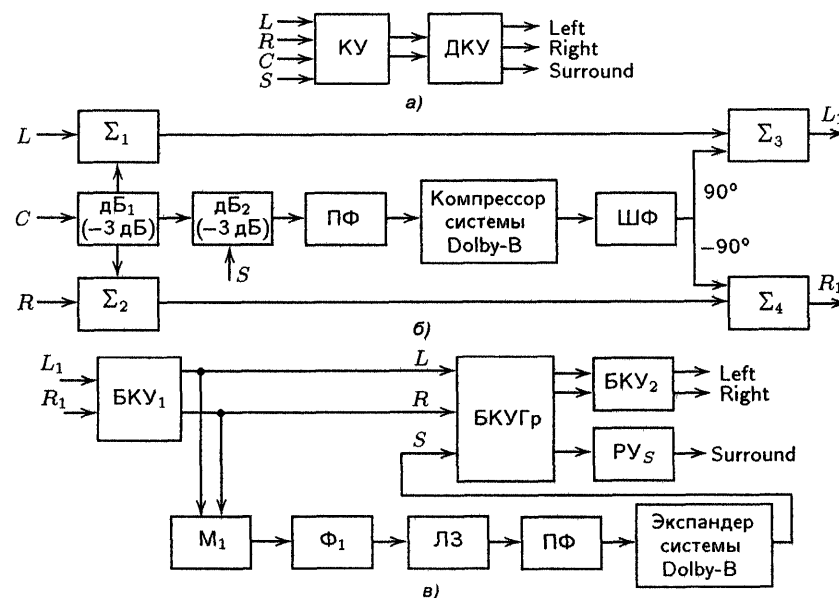 L
R
C
S
КУ
ДКУ
Left
Right
Surround
а)
L
Σ₁
Σ₃
L₁
C
дБ₁
(−3 дБ)
дБ₂
(−3 дБ)
S
ПФ
Компрессор
системы
Dolby-B
ШФ
90°
−90°
R
Σ₂
Σ₄
R₁
б)
L₁
R₁
БКУ₁
L
R
S
БКУГр
БКУ₂
Left
Right
РУ_S
Surround
М₁
Ф₁
ЛЗ
ПФ
Экспандер
системы
Dolby-B
в)